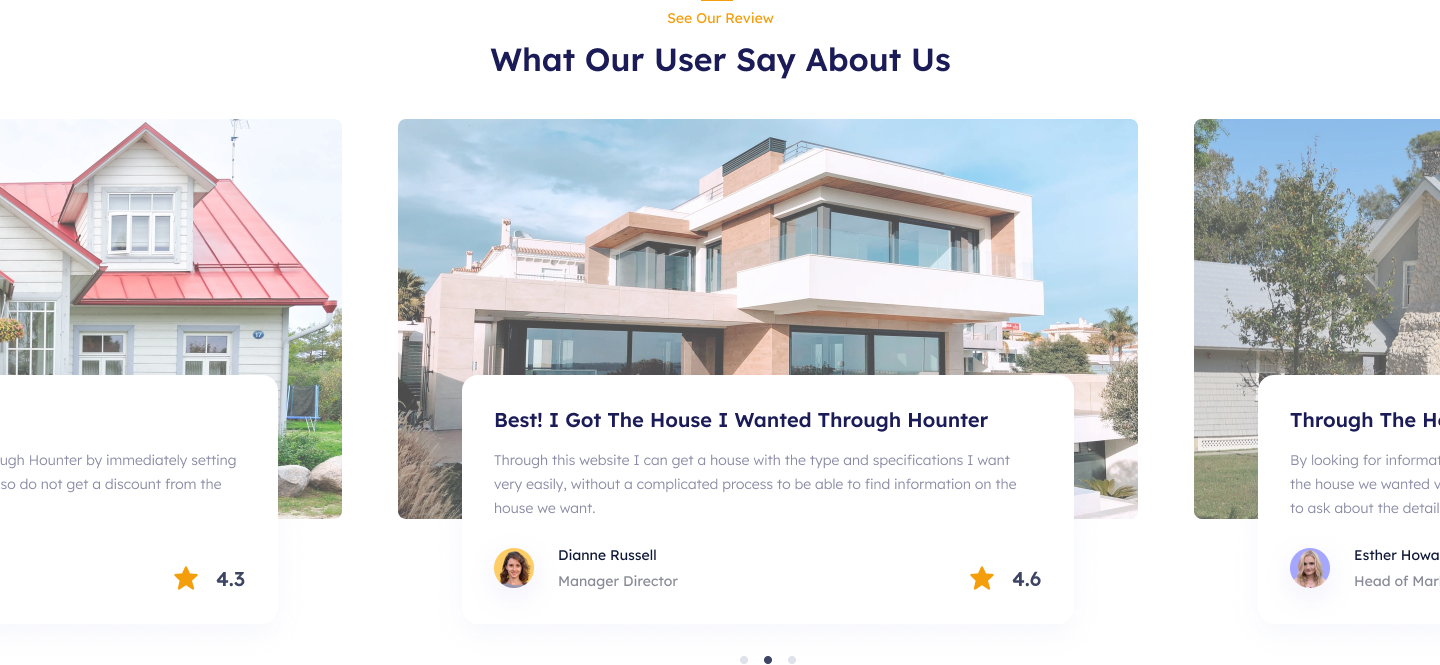 See Our Review
What Our User Say About Us
17
ugh Hounter by immediately setting
so do not get a discount from the
4.3
Best! I Got The House I Wanted Through Hounter
Through this website I can get a house with the type and specifications I want
very easily, without a complicated process to be able to find information on the
house we want.
Dianne Russell
Manager Director
4.6
Through The H
By looking for informat
the house we wanted v
to ask about the detail
Esther Howa
Head of Mar